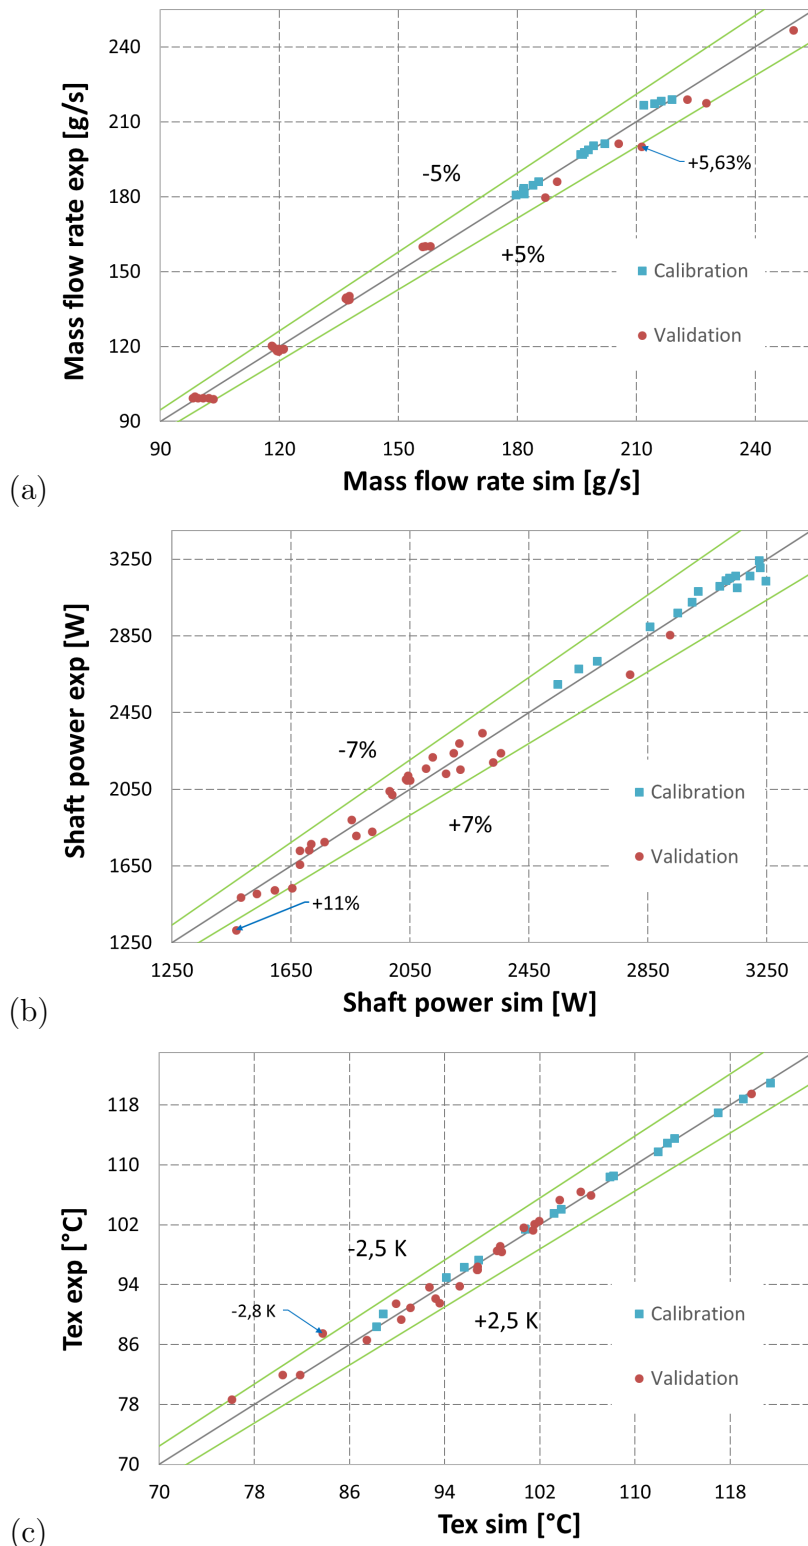 240
210
180
150
120
90
Mass flow rate exp [g/s]
-5%
+5,63%
+5%
Calibration
Validation
90 120 150 180 210 240
Mass flow rate sim [g/s]
(a)
3250
2850
2450
2050
1650
1250
Shaft power exp [W]
-7%
+7%
+11%
Calibration
Validation
1250 1650 2050 2450 2850 3250
Shaft power sim [W]
(b)
118
110
102
94
86
78
70
Tex exp [°C]
-2,5 K
-2,8 K
+2,5 K
Calibration
Validation
70 78 86 94 102 110 118
Tex sim [°C]
(c)